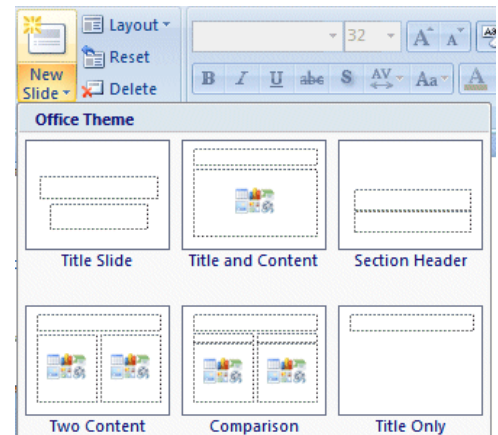 Layout
32
A A
Reset
New
Slide
Delete
B I U abe S AV Aa A
Office Theme
Title Slide
Title and Content
Section Header
Two Content
Comparison
Title Only